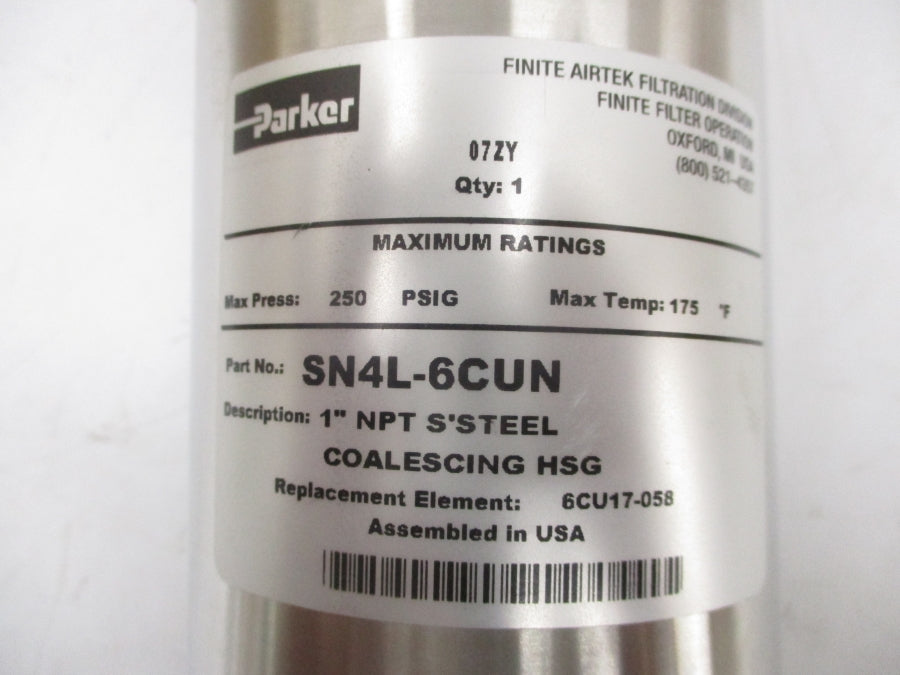 Parker
FINITE AIRTEK FILTRATION DIVISION
FINITE FILTER OPERATION
OXFORD, MI USA
(800) 521-
07ZY
Qty: 1
MAXIMUM RATINGS
Max Press: 250 PSIG Max Temp: 175 °F
Part No.: SN4L-6CUN
Description: 1" NPT S'STEEL
COALESCING HSG
Replacement Element: 6CU17-058
Assembled in USA